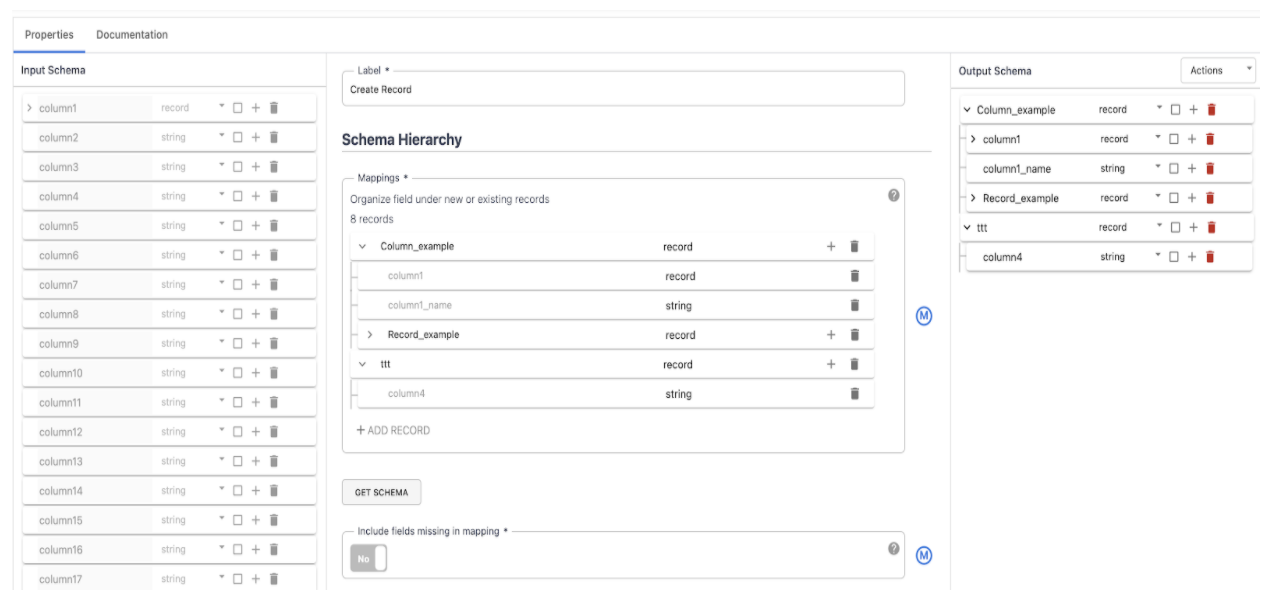 Properties Documentation
Input Schema
column1 record
column2 string
column3 string
column4 string
column5 string
column6 string
column7 string
column8 string
column9 string
column10 string
column11 string
column12 string
column13 string
column14 string
column15 string
column16 string
column17 string
Label *
Create Record
Schema Hierarchy
Mappings *
Organize field under new or existing records
8 records
Column_example record
column1 record
column1_name string
Record_example record
ttt record
column4 string
+ ADD RECORD
M
GET SCHEMA
Include fields missing in mapping *
No
M
Output Schema Actions
Column_example record
column1 record
column1_name string
Record_example record
ttt record
column4 string